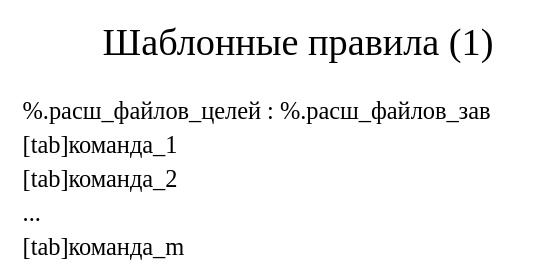 Шаблонные правила (1)
%.расш_файлов_целей : %.расш_файлов_зав
[tab]команда_1
[tab]команда_2
...
[tab]команда_m